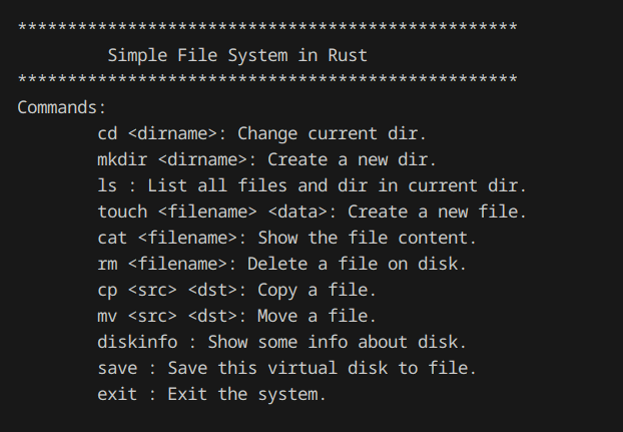 **************************************************
Simple File System in Rust
**************************************************
Commands:
cd <dirname>: Change current dir.
mkdir <dirname>: Create a new dir.
ls : List all files and dir in current dir.
touch <filename> <data>: Create a new file.
cat <filename>: Show the file content.
rm <filename>: Delete a file on disk.
cp <src> <dst>: Copy a file.
mv <src> <dst>: Move a file.
diskinfo : Show some info about disk.
save : Save this virtual disk to file.
exit : Exit the system.